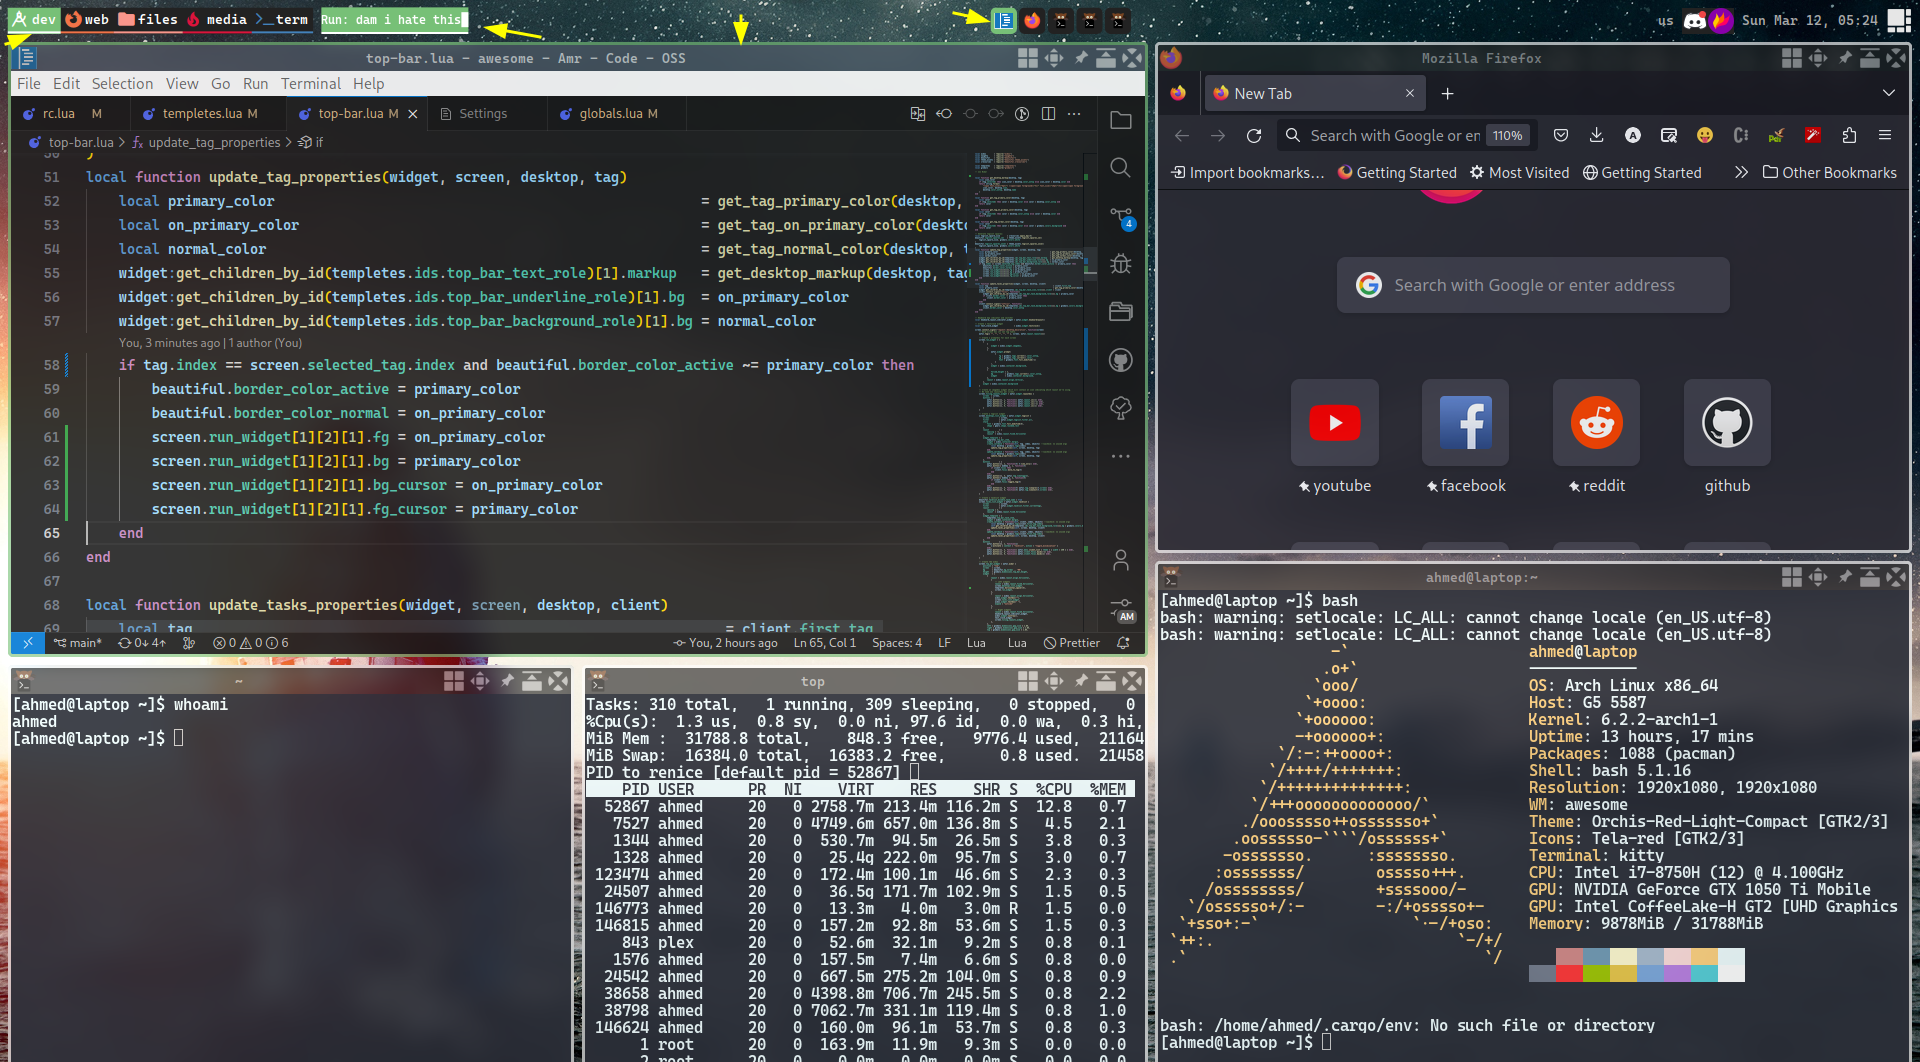 dev web files media term Run: dam i hate this us Sun Mar 12, 05:24
top-bar.lua - awesome - Amr - Code - OSS
File Edit Selection View Go Run Terminal Help
rc.lua M templetes.lua M top-bar.lua M Settings globals.lua M
top-bar.lua > update_tag_properties > if
51 local function update_tag_properties(widget, screen, desktop, tag)
52 local primary_color = get_tag_primary_color(desktop,
53 local on_primary_color = get_tag_on_primary_color(deskto
54 local normal_color = get_tag_normal_color(desktop, t
55 widget:get_children_by_id(templetes.ids.top_bar_text_role)[1].markup = get_desktop_markup(desktop, tag
56 widget:get_children_by_id(templetes.ids.top_bar_underline_role)[1].bg = on_primary_color
57 widget:get_children_by_id(templetes.ids.top_bar_background_role)[1].bg = normal_color
You, 3 minutes ago | 1 author (You)
58 if tag.index == screen.selected_tag.index and beautiful.border_color_active ~= primary_color then
59 beautiful.border_color_active = primary_color
60 beautiful.border_color_normal = on_primary_color
61 screen.run_widget[1][2][1].fg = on_primary_color
62 screen.run_widget[1][2][1].bg = primary_color
63 screen.run_widget[1][2][1].bg_cursor = on_primary_color
64 screen.run_widget[1][2][1].fg_cursor = primary_color
65 end
66 end
67
68 local function update_tasks_properties(widget, screen, desktop, client)
69 local tag = client.first_tag
4
AM
main* 0↓ 4↑ 0 0 6 You, 2 hours ago Ln 65, Col 1 Spaces: 4 LF Lua Lua Prettier
Mozilla Firefox
New Tab
Search with Google or en 110%
Import bookmarks... Getting Started Most Visited Getting Started Other Bookmarks
Search with Google or enter address
youtube facebook reddit github
~
[ahmed@laptop ~]$ whoami
ahmed
[ahmed@laptop ~]$
top
Tasks: 310 total, 1 running, 309 sleeping, 0 stopped, 0
%Cpu(s): 1.3 us, 0.8 sy, 0.0 ni, 97.6 id, 0.0 wa, 0.3 hi,
MiB Mem : 31788.8 total, 848.3 free, 9776.4 used, 21164
MiB Swap: 16384.0 total, 16383.2 free, 0.8 used. 21458
PID to renice [default pid = 52867]
PID USER PR NI VIRT RES SHR S %CPU %MEM
52867 ahmed 20 0 2758.7m 213.4m 116.2m S 12.8 0.7
7527 ahmed 20 0 4749.6m 657.0m 136.8m S 4.5 2.1
1344 ahmed 20 0 530.7m 94.5m 26.5m S 3.8 0.3
1328 ahmed 20 0 25.4g 222.0m 95.7m S 3.0 0.7
123474 ahmed 20 0 172.4m 100.1m 46.6m S 2.3 0.3
24507 ahmed 20 0 36.5g 171.7m 102.9m S 1.5 0.5
146773 ahmed 20 0 13.3m 4.0m 3.0m R 1.5 0.0
146815 ahmed 20 0 157.2m 92.8m 53.6m S 1.5 0.3
843 plex 20 0 52.6m 32.1m 9.2m S 0.8 0.1
1576 ahmed 20 0 157.5m 7.4m 6.6m S 0.8 0.0
24542 ahmed 20 0 667.5m 275.2m 104.0m S 0.8 0.9
38658 ahmed 20 0 4398.8m 706.7m 245.5m S 0.8 2.2
38798 ahmed 20 0 7062.7m 331.1m 119.4m S 0.8 1.0
146624 ahmed 20 0 160.0m 96.1m 53.7m S 0.8 0.3
1 root 20 0 163.9m 11.9m 9.3m S 0.0 0.0
2 root 20 0 0.0m 0.0m 0.0m S 0.0 0.0
ahmed@laptop:~
[ahmed@laptop ~]$ bash
bash: warning: setlocale: LC_ALL: cannot change locale (en_US.utf-8)
bash: warning: setlocale: LC_ALL: cannot change locale (en_US.utf-8)
ahmed@laptop
OS: Arch Linux x86_64
Host: G5 5587
Kernel: 6.2.2-arch1-1
Uptime: 13 hours, 17 mins
Packages: 1088 (pacman)
Shell: bash 5.1.16
Resolution: 1920x1080, 1920x1080
WM: awesome
Theme: Orchis-Red-Light-Compact [GTK2/3]
Icons: Tela-red [GTK2/3]
Terminal: kitty
CPU: Intel i7-8750H (12) @ 4.100GHz
GPU: NVIDIA GeForce GTX 1050 Ti Mobile
GPU: Intel CoffeeLake-H GT2 [UHD Graphics
Memory: 9878MiB / 31788MiB
bash: /home/ahmed/.cargo/env: No such file or directory
[ahmed@laptop ~]$